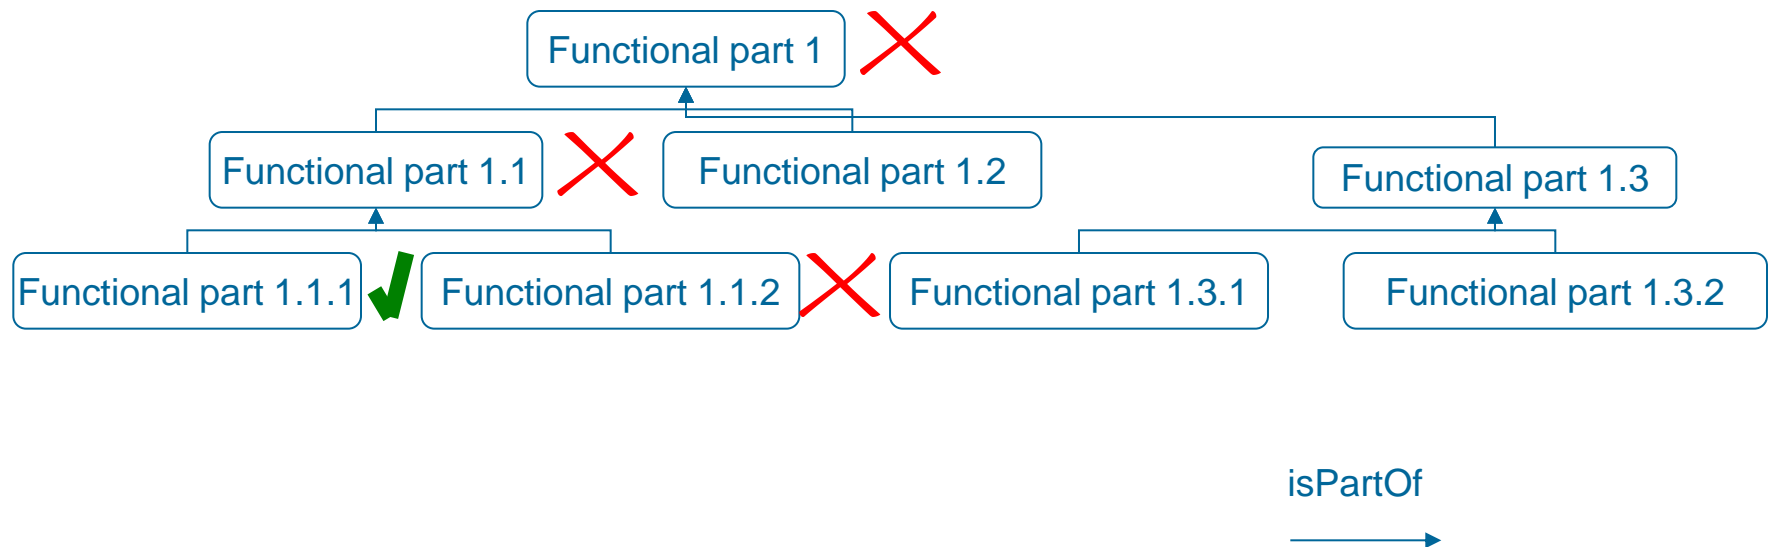 Functional part 1
Functional part 1.1
Functional part 1.2
Functional part 1.3
Functional part 1.1.1
Functional part 1.1.2
Functional part 1.3.1
Functional part 1.3.2
isPartOf